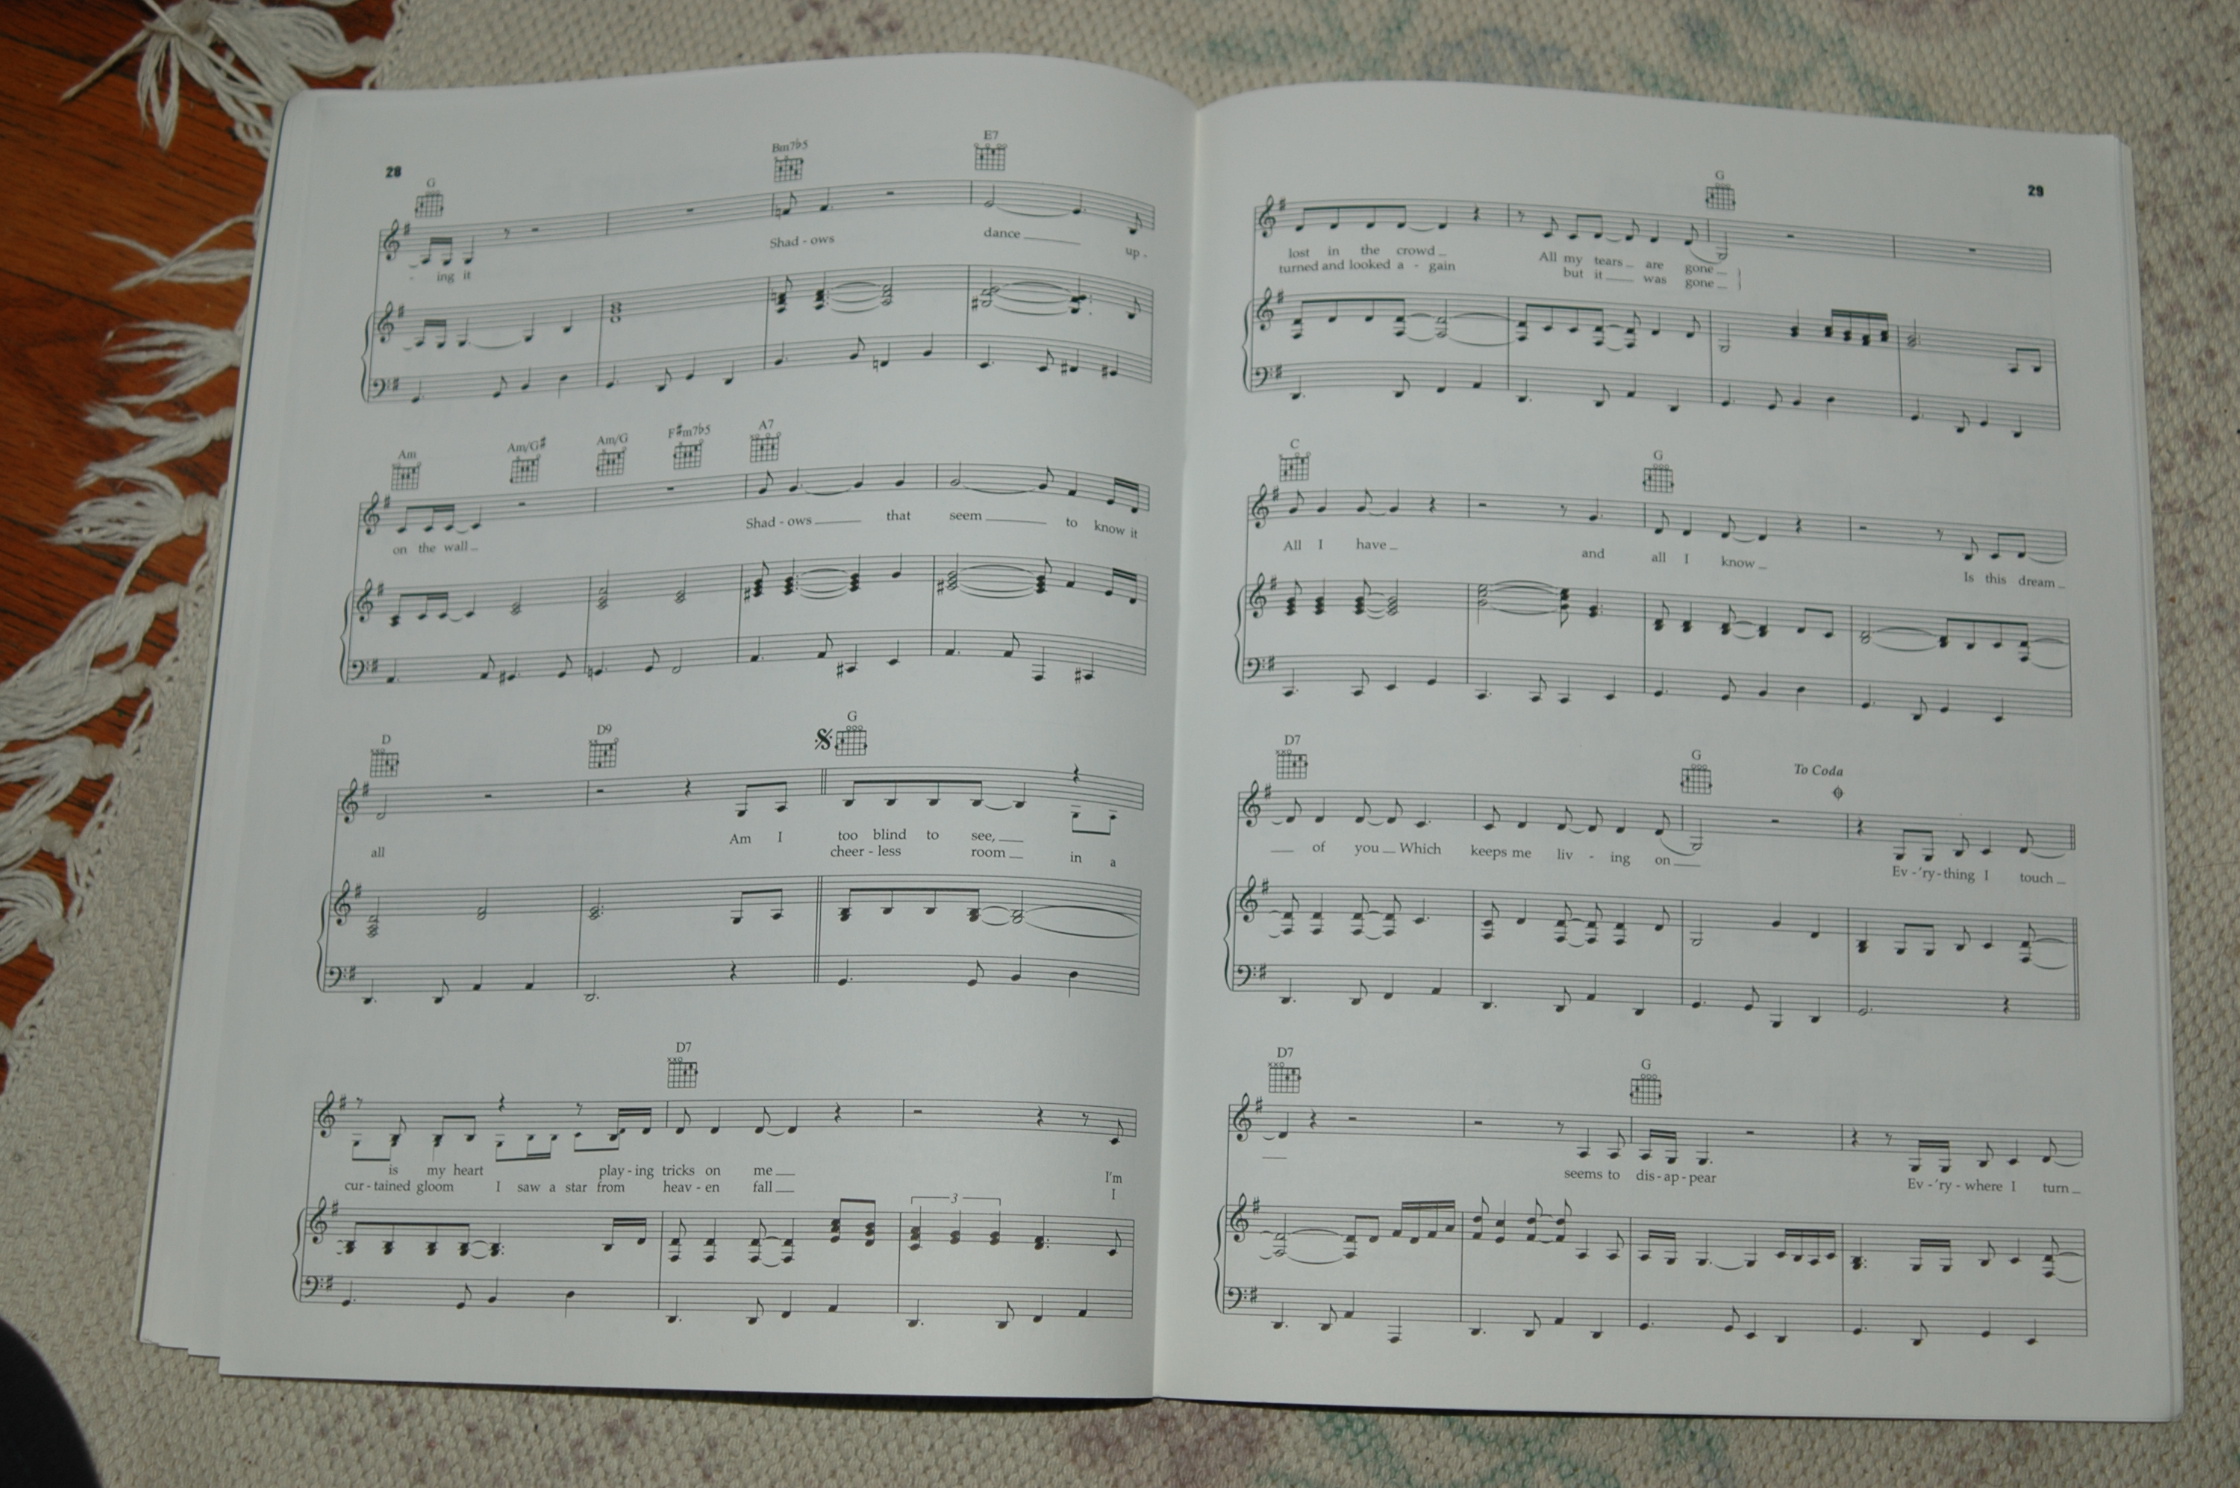 28
G Bm7♭5 E7
ing it Shad - ows dance up -
Am Am/G# Am/G F#m7♭5 A7
on the wall Shad - ows that seem to know it
D D9 G
all Am I too blind to see,
cheer - less room in a
D7
is my heart play - ing tricks on me I'm
cur - tained gloom I saw a star from heav - en fall I
3
29
G
lost in the crowd All my tears are gone
turned and looked a - gain but it was gone
C G
All I have and all I know Is this dream
D7 G To Coda
of you Which keeps me liv - ing on Ev - 'ry - thing I touch
D7 G
seems to dis - ap - pear Ev - 'ry - where I turn